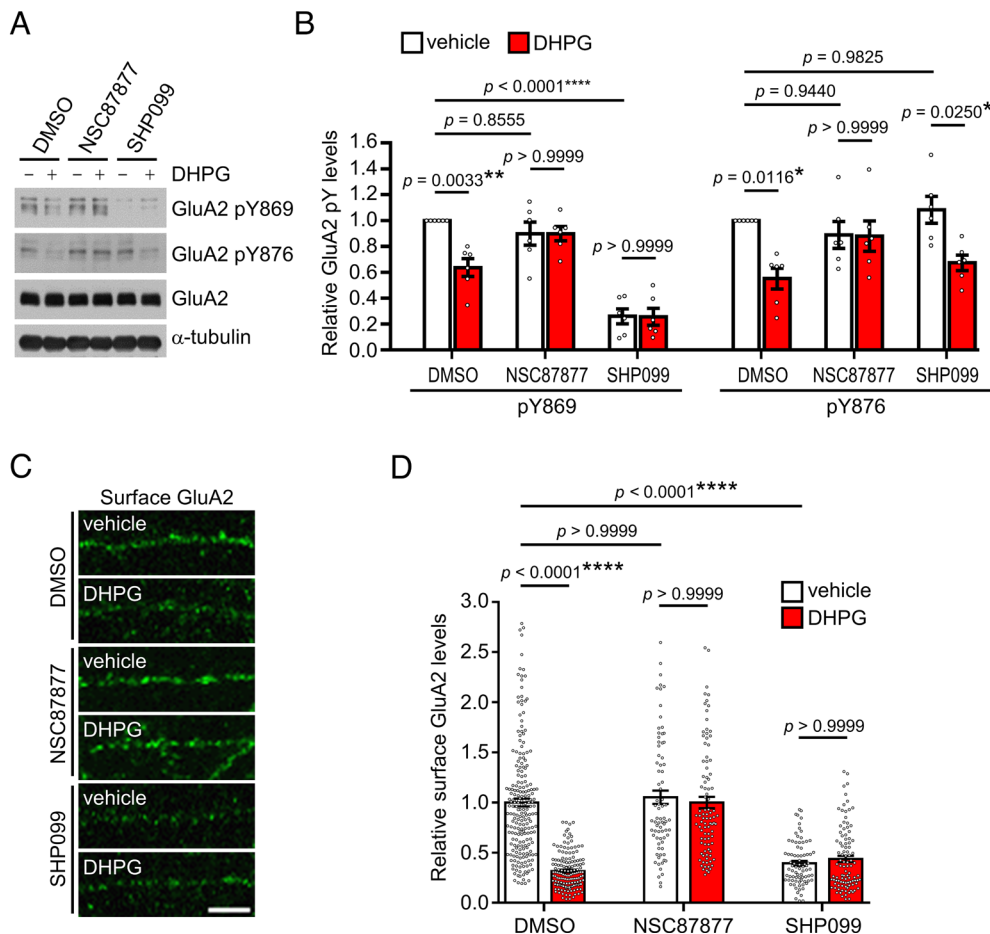 A
DMSO
NSC87877
SHP099
− + − + − + DHPG
GluA2 pY869
GluA2 pY876
GluA2
α-tubulin
B
vehicle DHPG
p = 0.9825
p < 0.0001****
p = 0.9440
p = 0.8555
p = 0.0250*
p > 0.9999
p > 0.9999
p = 0.0033**
p = 0.0116*
p > 0.9999
Relative GluA2 pY levels
1.6
1.4
1.2
1.0
0.8
0.6
0.4
0.2
0.0
DMSO NSC87877 SHP099 DMSO NSC87877 SHP099
pY869 pY876
C
Surface GluA2
DMSO
vehicle
DHPG
NSC87877
vehicle
DHPG
SHP099
vehicle
DHPG
D
p < 0.0001****
p > 0.9999
p < 0.0001****
p > 0.9999
vehicle
DHPG
p > 0.9999
Relative surface GluA2 levels
3.0
2.5
2.0
1.5
1.0
0.5
0.0
DMSO NSC87877 SHP099